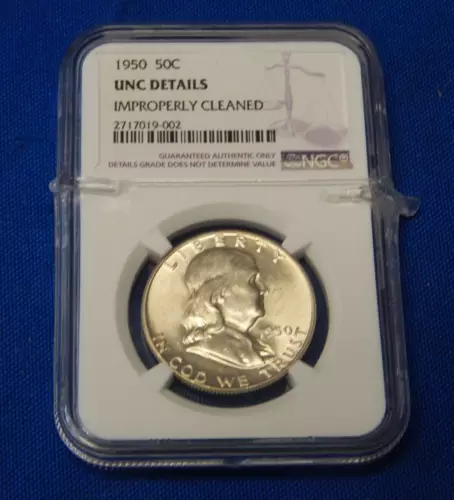 1950 50C
UNC DETAILS
IMPROPERLY CLEANED
2717019-002
GUARANTEED AUTHENTIC ONLY
DETAILS GRADE DOES NOT DETERMINE VALUE
NGC
LIBERTY
1950
IN GOD WE TRUST